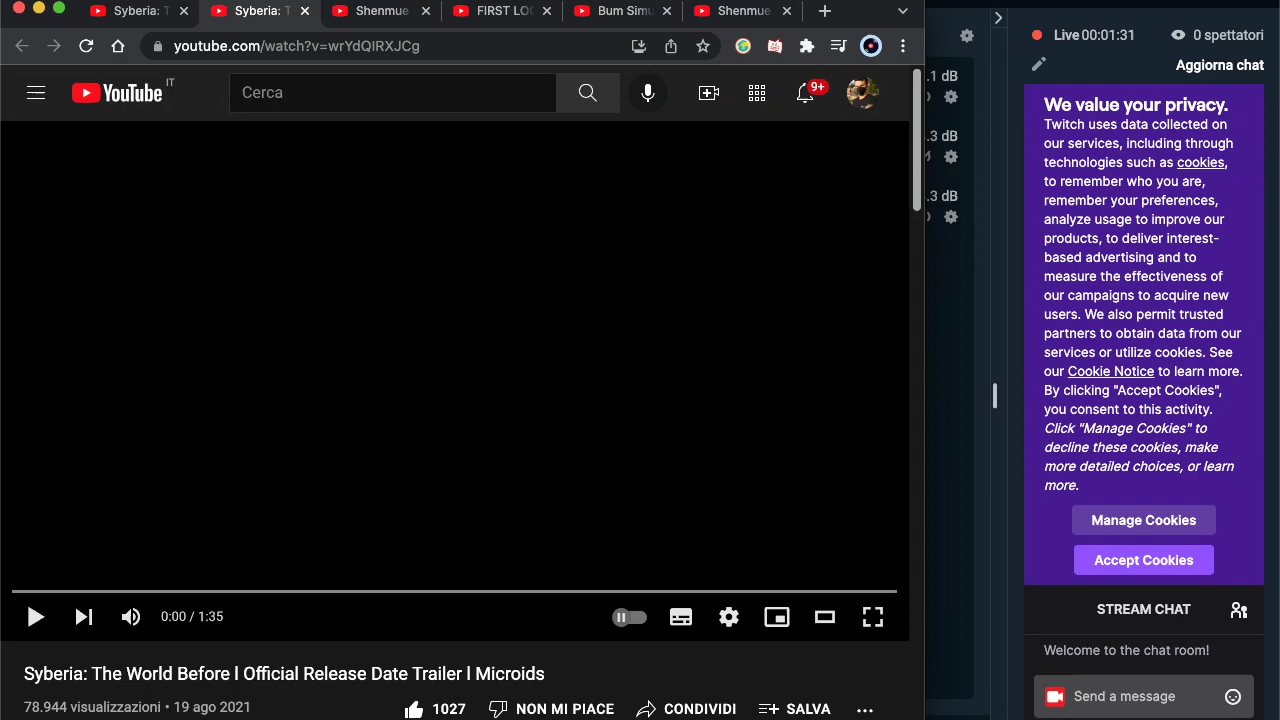 Syberia: T
Syberia: T
Shenmue
FIRST LO
Bum Simu
Shenmue
youtube.com/watch?v=wrYdQIRXJCg
YouTube IT
Cerca
9+
0:00 / 1:35
Syberia: The World Before l Official Release Date Trailer l Microids
78.944 visualizzazioni • 19 ago 2021
1027
NON MI PIACE
CONDIVIDI
SALVA
.1 dB
.3 dB
.3 dB
Live 00:01:31
0 spettatori
Aggiorna chat
We value your privacy.
Twitch uses data collected on
our services, including through
technologies such as cookies,
to remember who you are,
remember your preferences,
analyze usage to improve our
products, to deliver interest-
based advertising and to
measure the effectiveness of
our campaigns to acquire new
users. We also permit trusted
partners to obtain data from our
services or utilize cookies. See
our Cookie Notice to learn more.
By clicking "Accept Cookies",
you consent to this activity.
Click "Manage Cookies" to
decline these cookies, make
more detailed choices, or learn
more.
Manage Cookies
Accept Cookies
STREAM CHAT
Welcome to the chat room!
Send a message